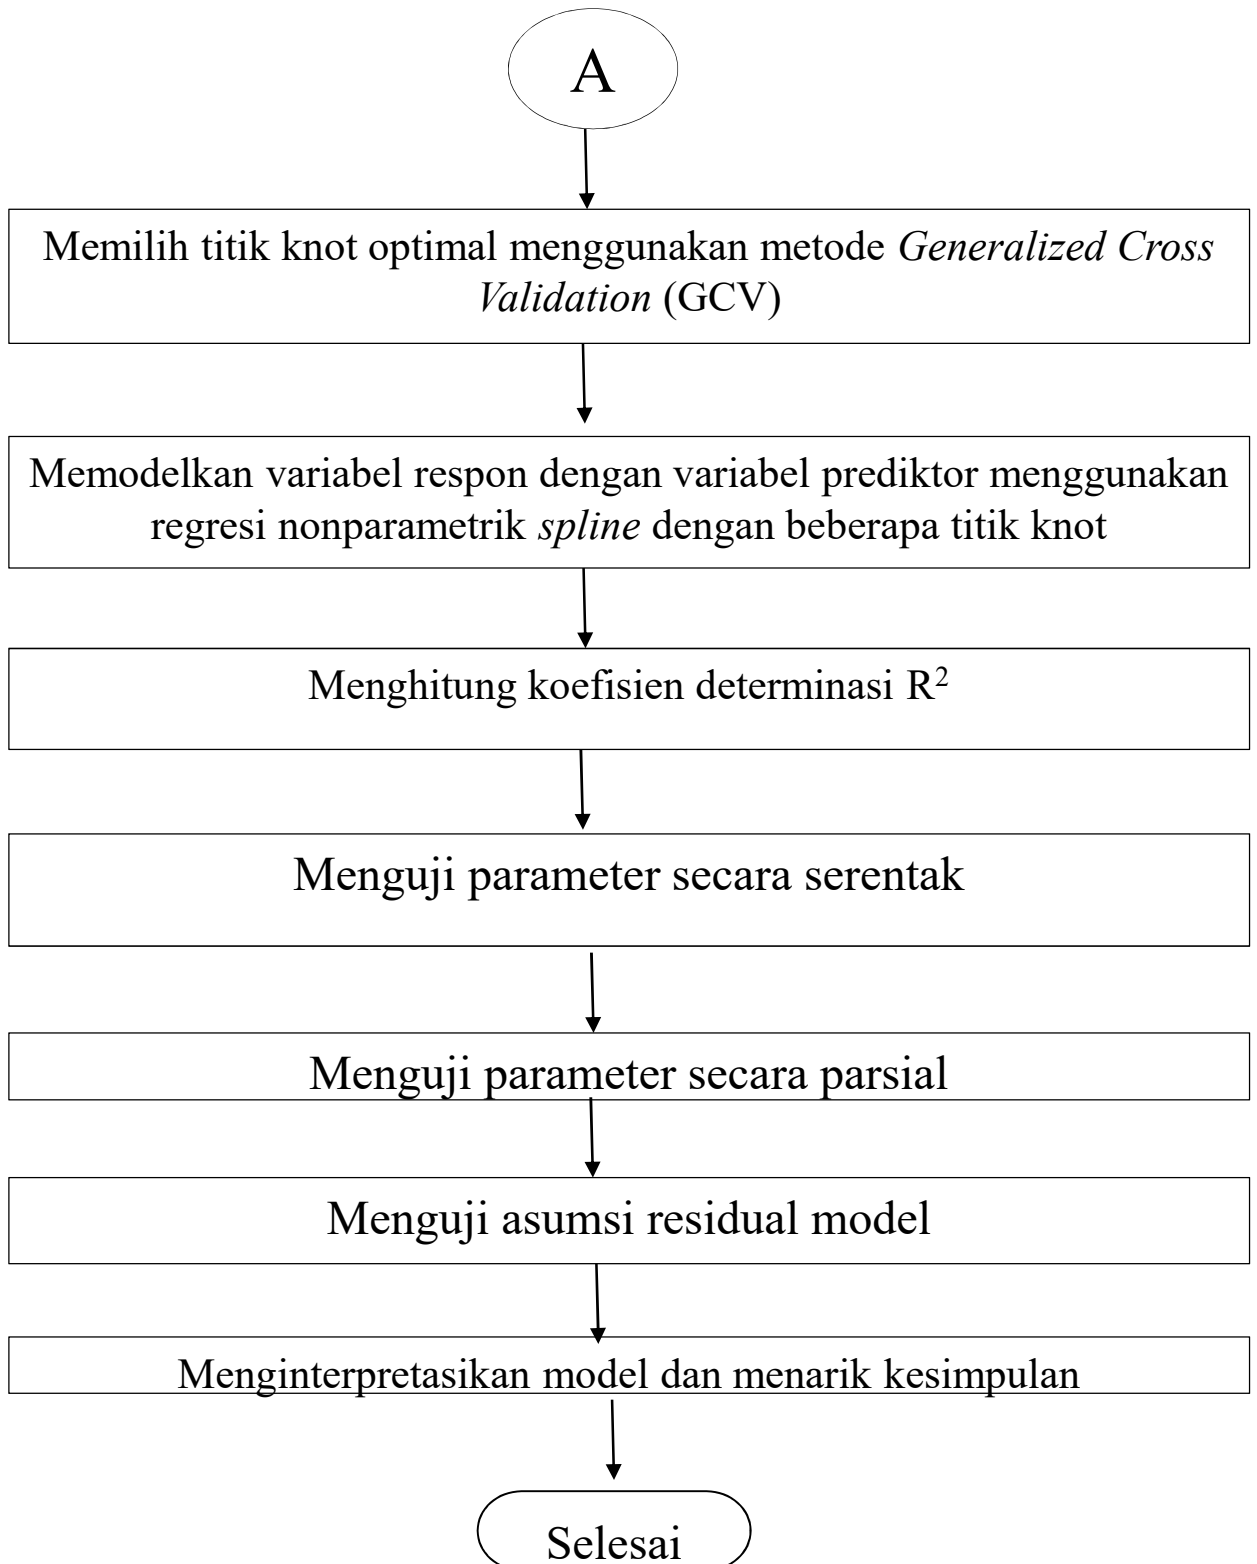 A
Memilih titik knot optimal menggunakan metode Generalized Cross
Validation (GCV)
Memodelkan variabel respon dengan variabel prediktor menggunakan
regresi nonparametrik spline dengan beberapa titik knot
Menghitung koefisien determinasi R²
Menguji parameter secara serentak
Menguji parameter secara parsial
Menguji asumsi residual model
Menginterpretasikan model dan menarik kesimpulan
Selesai